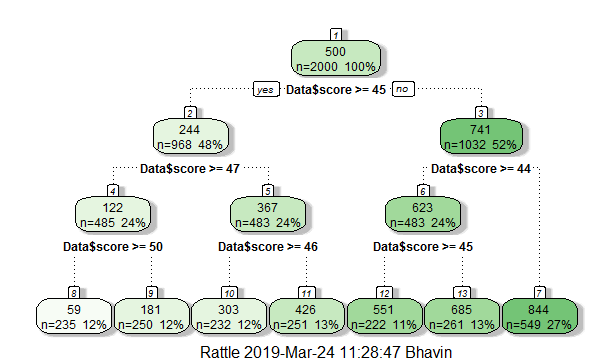 1
500
n=2000 100%
yes Data$score >= 45 no
2
3
244
n=968 48%
741
n=1032 52%
Data$score >= 47
Data$score >= 44
4
5
6
122
n=485 24%
367
n=483 24%
623
n=483 24%
Data$score >= 50
Data$score >= 46
Data$score >= 45
8
9
10
11
12
13
7
59
n=235 12%
181
n=250 12%
303
n=232 12%
426
n=251 13%
551
n=222 11%
685
n=261 13%
844
n=549 27%
Rattle 2019-Mar-24 11:28:47 Bhavin